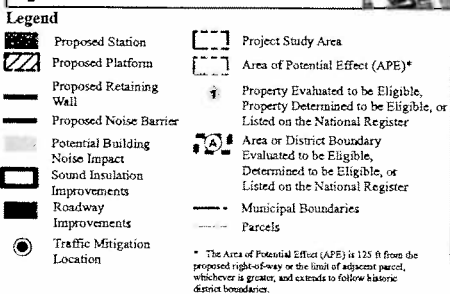 Legend
Proposed Station
Proposed Platform
Proposed Retaining
Wall
Proposed Noise Barrier
Potential Building
Noise Impact
Sound Insulation
Improvements
Roadway
Improvements
Traffic Mitigation
Location
Project Study Area
Area of Potential Effect (APE)*
Property Evaluated to be Eligible,
Property Determined to be Eligible, or
Listed on the National Register
A
Area or District Boundary
Evaluated to be Eligible,
Determined to be Eligible, or
Listed on the National Register
Municipal Boundaries
Parcels
* The Area of Potential Effect (APE) is 125 ft from the
proposed right-of-way or the limit of adjacent parcel,
whichever is greater, and extends to follow historic
district boundaries.